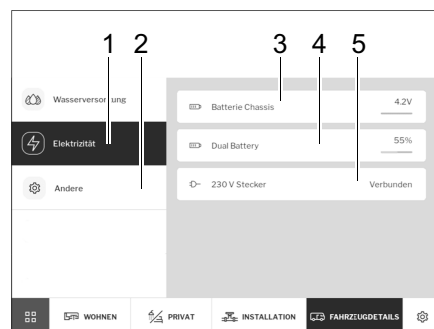 1 2 3 4 5
Wasserversorgung
Batterie Chassis 4.2V
Elektrizität
Dual Battery 55%
Andere
230 V Stecker Verbunden
WOHNEN PRIVAT INSTALLATION FAHRZEUGDETAILS